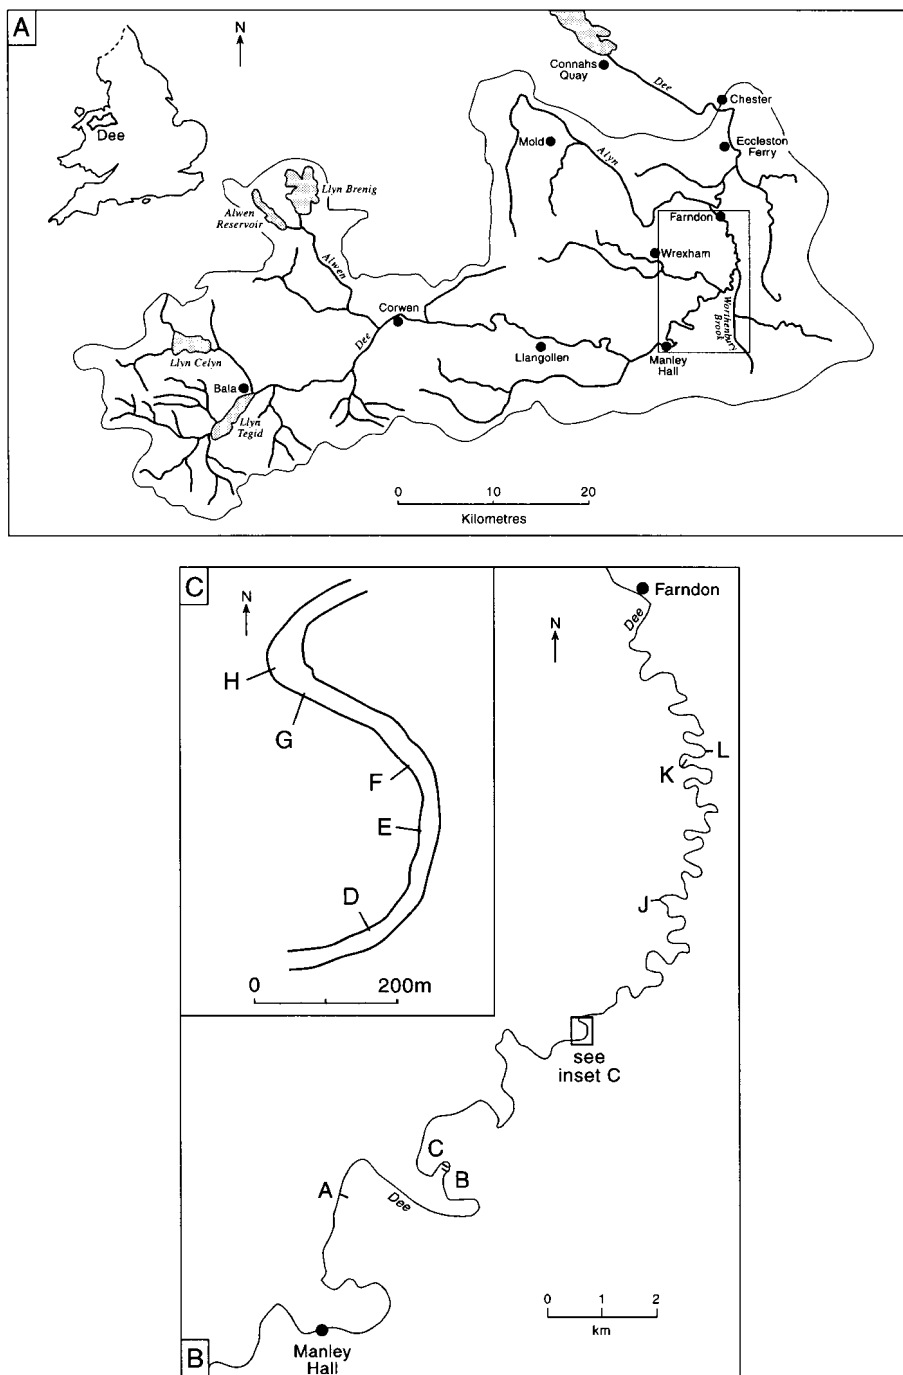 A
N
Dee
Connahs
Quay
Dee
Chester
Mold
Alyn
Eccleston
Ferry
Llyn Brenig
Alwen
Reservoir
Farndon
Alwen
Wrexham
Corwen
Worthenbury
Brook
Dee
Llyn Celyn
Llangollen
Manley
Hall
Bala
Llyn
Tegid
0 10 20
Kilometres
C
N
H
G
F
E
D
0 200m
Farndon
Dee
N
L
K
J
see
inset C
C
B
A
Dee
0 1 2
km
Manley
Hall
B